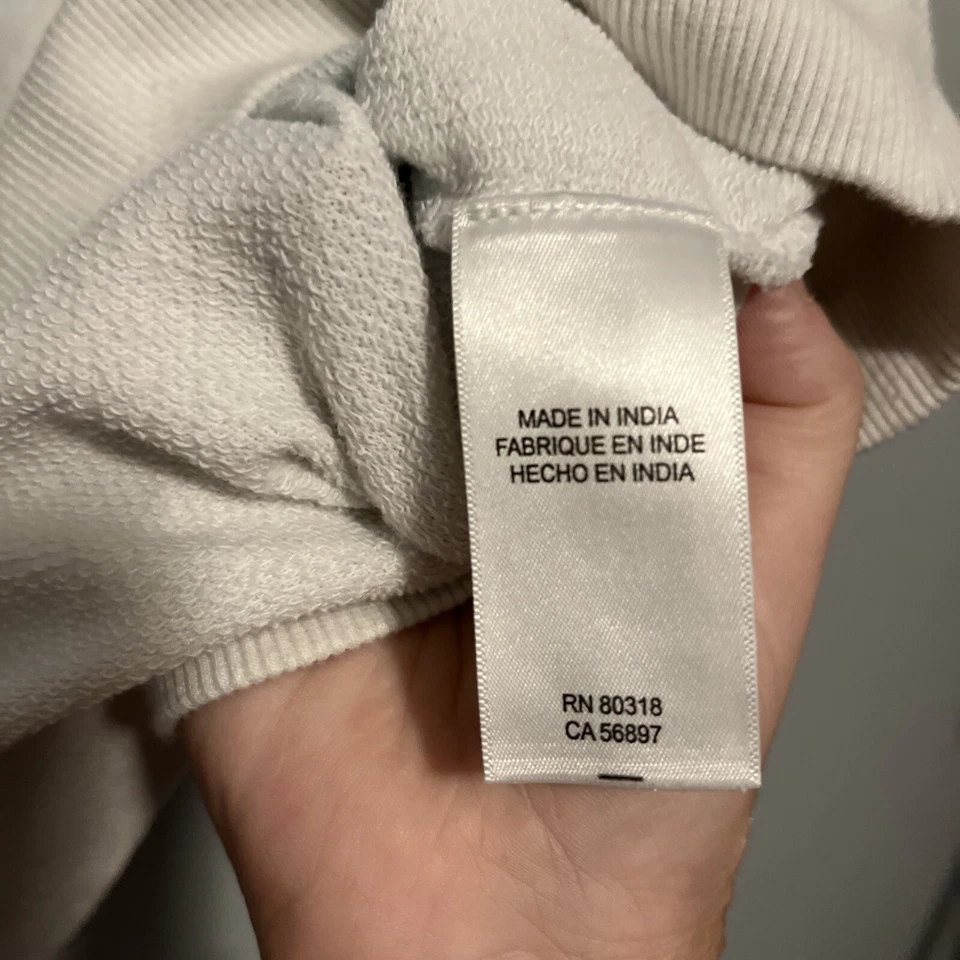 MADE IN INDIA
FABRIQUE EN INDE
HECHO EN INDIA
RN 80318
CA 56897